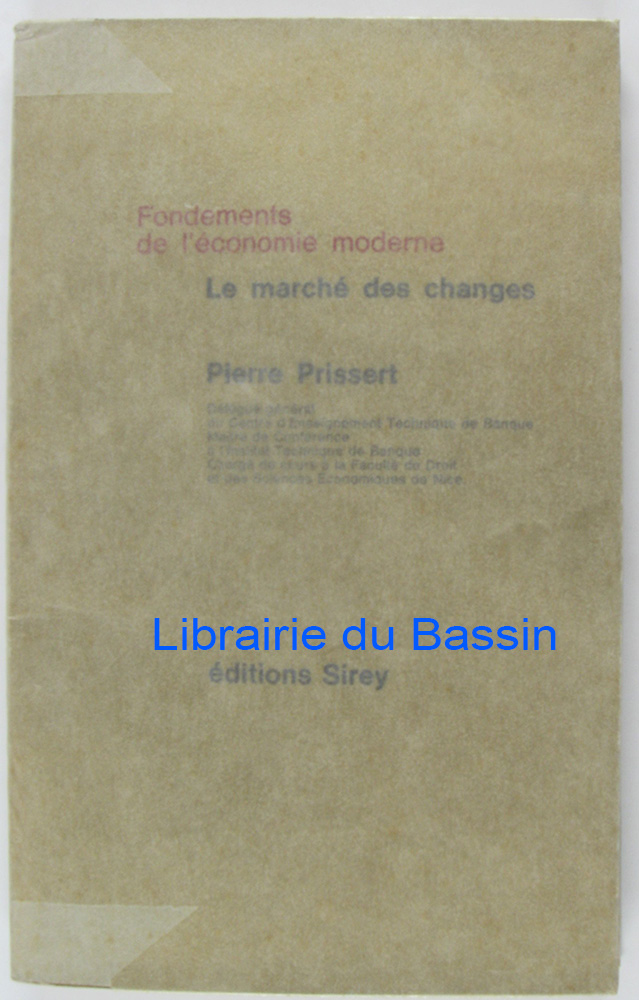 Fondements
de l'économie moderne
Le marché des changes
Pierre Prissert
Délégué général
du Centre d'Enseignement Technique de Banque
Maître de Conférence
à l'Institut Technique de Banque
Chargé de cours à la Faculté de Droit
et des Sciences Économiques de Nice
Librairie du Bassin
éditions Sirey